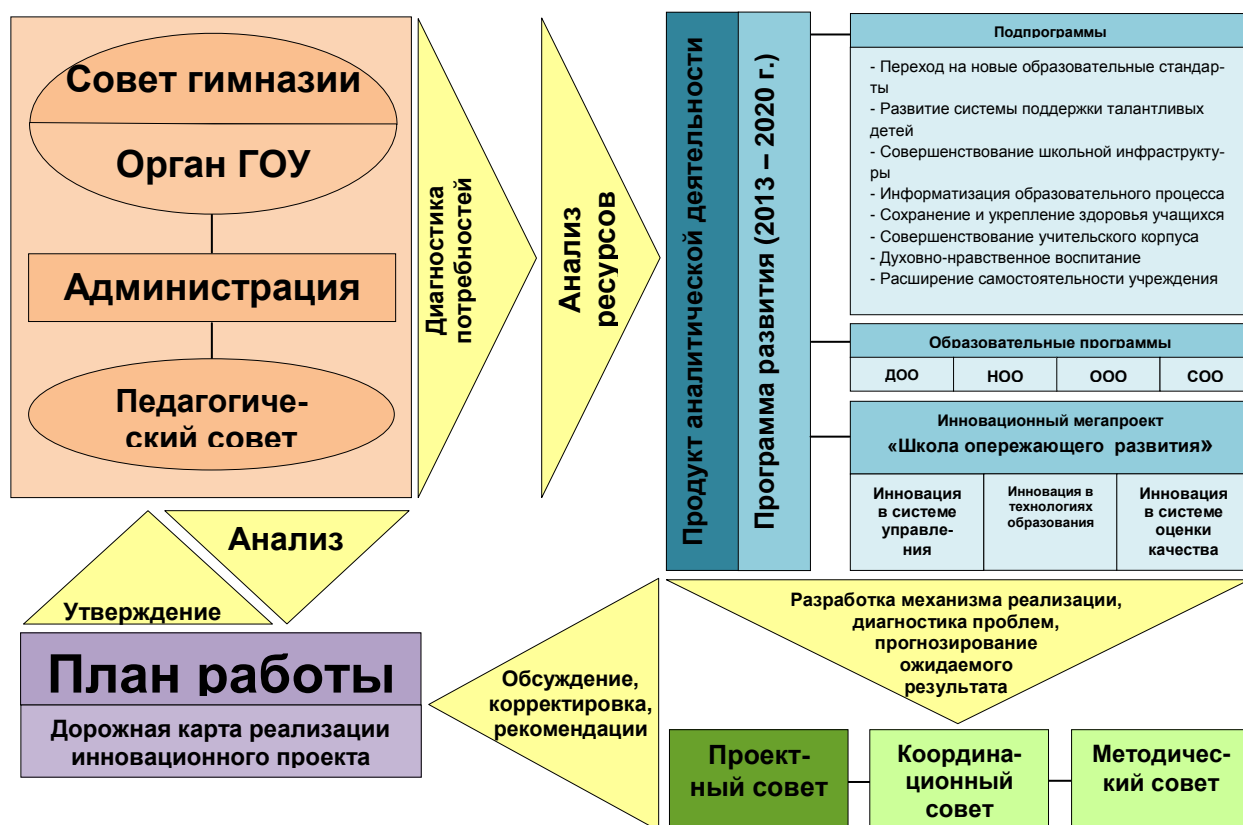 Совет гимназии
Орган ГОУ
Администрация
Педагогиче-
ский совет
Диагностика
потребностей
Анализ
ресурсов
Продукт аналитической деятельности
Программа развития (2013 – 2020 г.)
Подпрограммы
- Переход на новые образовательные стандар-
ты
- Развитие системы поддержки талантливых
детей
- Совершенствование школьной инфраструкту-
ры
- Информатизация образовательного процесса
- Сохранение и укрепление здоровья учащихся
- Совершенствование учительского корпуса
- Духовно-нравственное воспитание
- Расширение самостоятельности учреждения
Образовательные программы
ДОО
НОО
ООО
СОО
Инновационный мегапроект
«Школа опережающего развития»
Инновация
в системе
управле-
ния
Инновация в
технологиях
образования
Инновация
в системе
оценки
качества
Разработка механизма реализации,
диагностика проблем,
прогнозирование
ожидаемого
результата
Проект-
ный совет
Координа-
ционный
совет
Методичес-
кий совет
Обсуждение,
корректировка,
рекомендации
План работы
Дорожная карта реализации
инновационного проекта
Утверждение
Анализ